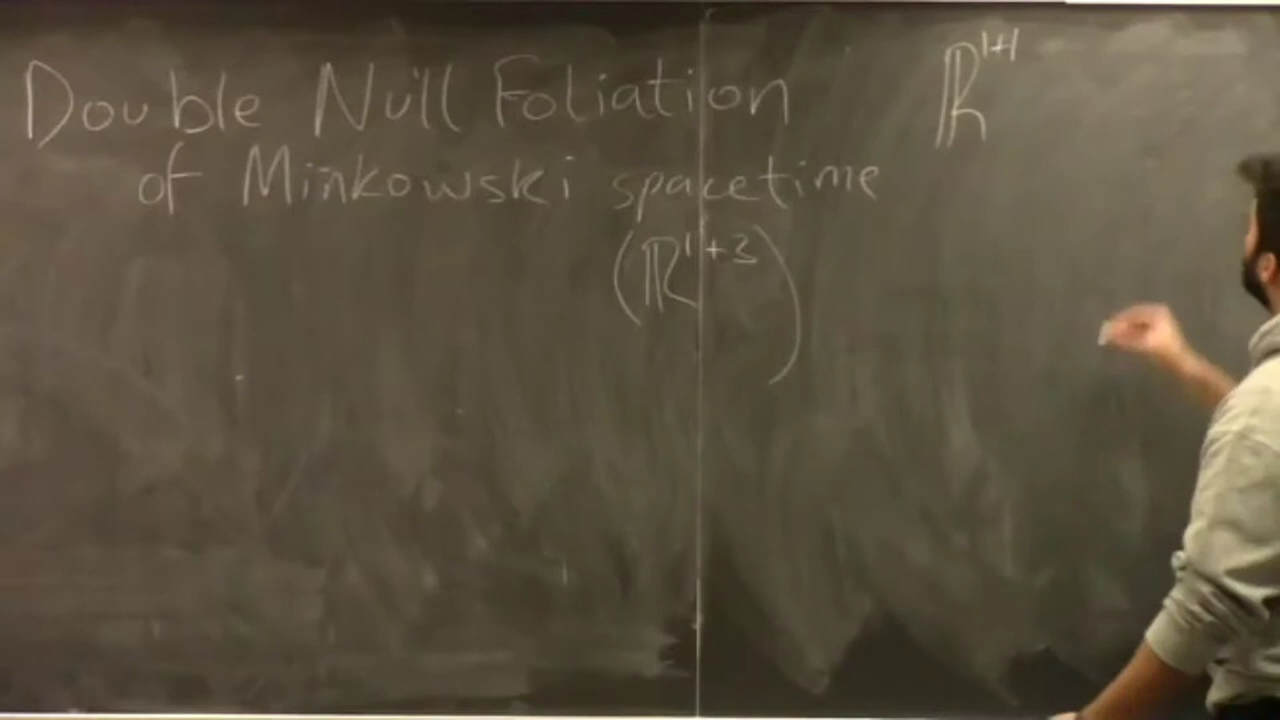 Double Null Foliation
of Minkowski spacetime
(ℝ¹⁺³)
ℝ¹⁺¹